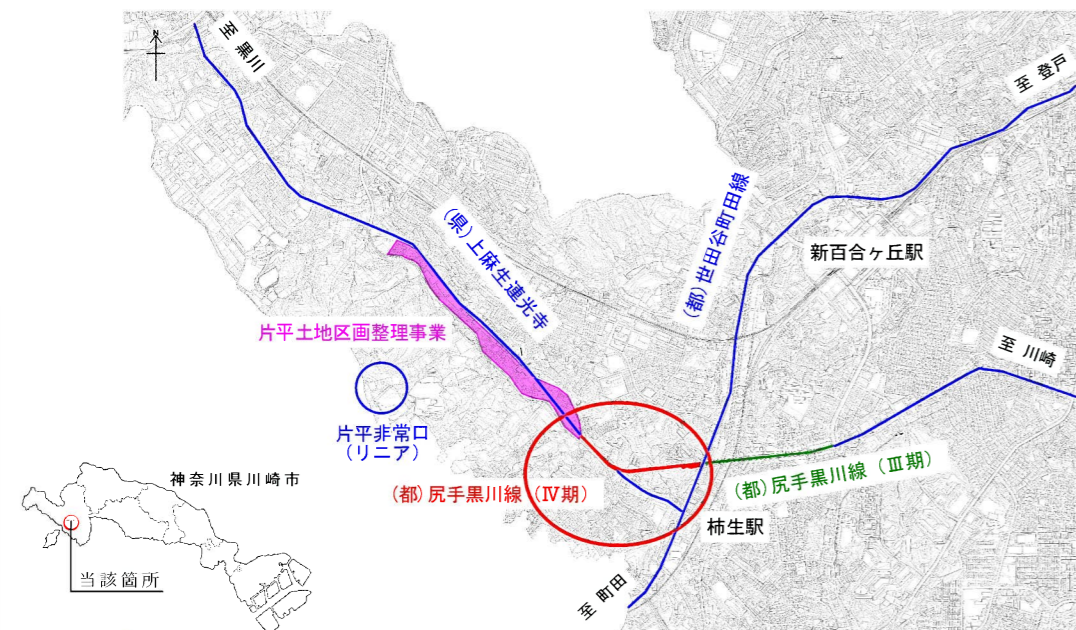 N
至 黒川
至 登戸
(都)世田谷町田線
(県)上麻生連光寺
新百合ヶ丘駅
片平土地区画整理事業
至 川崎
片平非常口
(リニア)
(都)尻手黒川線(Ⅲ期)
(都)尻手黒川線(Ⅳ期)
神奈川県川崎市
柿生駅
当該箇所
至 町田